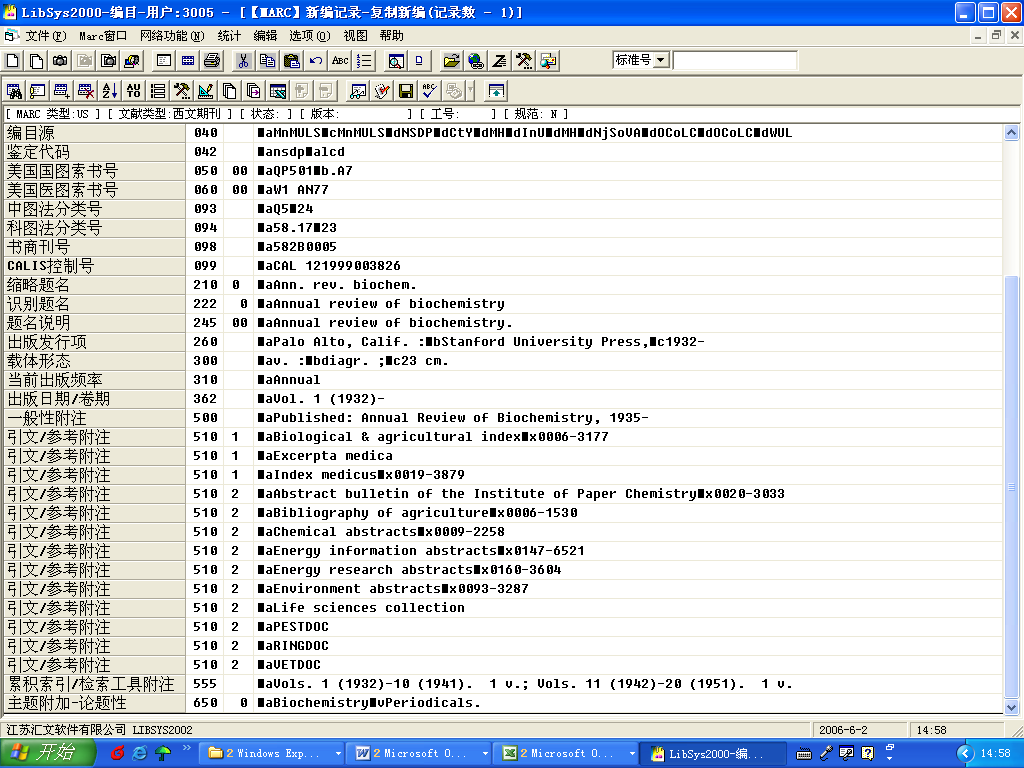 LibSys2000-编目-用户:3005 - [【MARC】新编记录-复制新编(记录数 - 1)]
文件(F) Marc窗口 网络功能(N) 统计 编辑 选项(O) 视图 帮助
ABC 标准号
[ MARC 类型:US ] [ 文献类型:西文期刊 ] [ 状态: ] [ 版本: ] [ 工号: ] [ 规范: N ]
编目源 040 ■aMnMULS■cMnMULS■dNSDP■dCtY■dMH■dInU■dMH■dNjSoVA■dOCoLC■dOCoLC■dWUL
鉴定代码 042 ■ansdp■alcd
美国国图索书号 050 00 ■aQP501■b.A7
美国医图索书号 060 00 ■aW1 AN77
中图法分类号 093 ■aQ5■24
科图法分类号 094 ■a58.17■23
书商刊号 098 ■a582B0005
CALIS控制号 099 ■aCAL 121999003826
缩略题名 210 0 ■aAnn. rev. biochem.
识别题名 222 0 ■aAnnual review of biochemistry
题名说明 245 00 ■aAnnual review of biochemistry.
出版发行项 260 ■aPalo Alto, Calif. :■bStanford University Press,■c1932-
载体形态 300 ■av. :■bdiagr. ;■c23 cm.
当前出版频率 310 ■aAnnual
出版日期/卷期 362 ■aVol. 1 (1932)-
一般性附注 500 ■aPublished: Annual Review of Biochemistry, 1935-
引文/参考附注 510 1 ■aBiological & agricultural index■x0006-3177
引文/参考附注 510 1 ■aExcerpta medica
引文/参考附注 510 1 ■aIndex medicus■x0019-3879
引文/参考附注 510 2 ■aAbstract bulletin of the Institute of Paper Chemistry■x0020-3033
引文/参考附注 510 2 ■aBibliography of agriculture■x0006-1530
引文/参考附注 510 2 ■aChemical abstracts■x0009-2258
引文/参考附注 510 2 ■aEnergy information abstracts■x0147-6521
引文/参考附注 510 2 ■aEnergy research abstracts■x0160-3604
引文/参考附注 510 2 ■aEnvironment abstracts■x0093-3287
引文/参考附注 510 2 ■aLife sciences collection
引文/参考附注 510 2 ■aPESTDOC
引文/参考附注 510 2 ■aRINGDOC
引文/参考附注 510 2 ■aVETDOC
累积索引/检索工具附注 555 ■aVols. 1 (1932)-10 (1941).  1 v.; Vols. 11 (1942)-20 (1951).  1 v.
主题附加-论题性 650 0 ■aBiochemistry■vPeriodicals.
江苏汇文软件有限公司 LIBSYS2002 2006-6-2 14:58
开始 2 Windows Exp... 2 Microsoft O... 2 Microsoft O... LibSys2000-编... 14:58